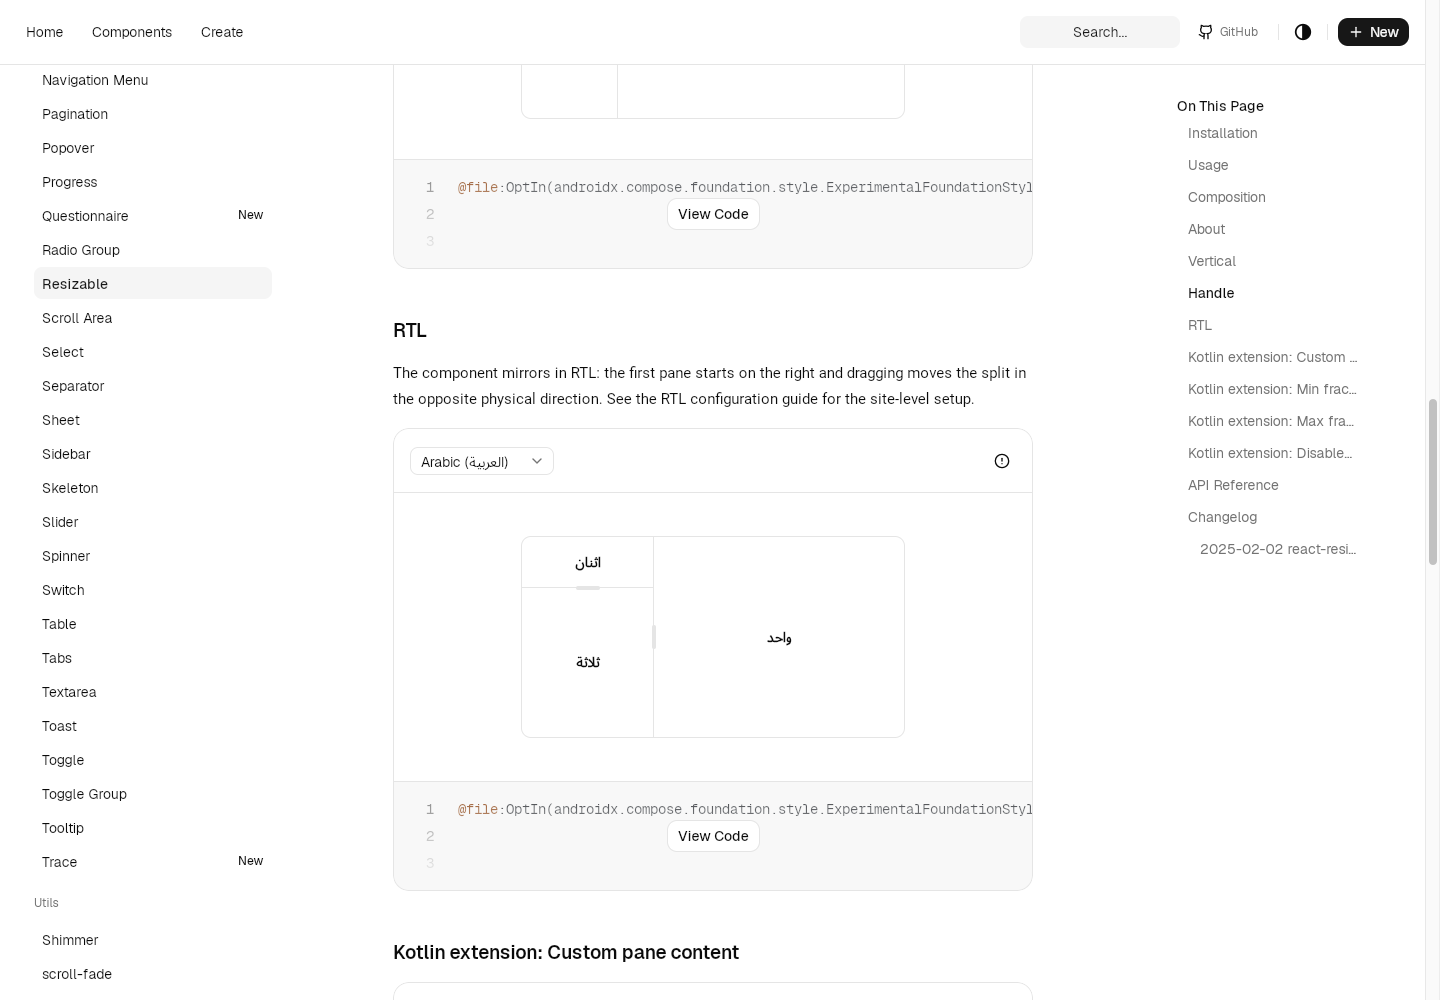 Home
Components
Create
Search...
GitHub
New
Navigation Menu
Pagination
Popover
Progress
Questionnaire
New
Radio Group
Resizable
Scroll Area
Select
Separator
Sheet
Sidebar
Skeleton
Slider
Spinner
Switch
Table
Tabs
Textarea
Toast
Toggle
Toggle Group
Tooltip
Trace
New
Utils
Shimmer
scroll-fade
1
@file:OptIn(androidx.compose.foundation.style.ExperimentalFoundationStyl
2
View Code
3
RTL
The component mirrors in RTL: the first pane starts on the right and dragging moves the split in
the opposite physical direction. See the RTL configuration guide for the site-level setup.
Arabic (العربية)
اثنان
واحد
ثلاثة
1
@file:OptIn(androidx.compose.foundation.style.ExperimentalFoundationStyl
2
View Code
3
Kotlin extension: Custom pane content
On This Page
Installation
Usage
Composition
About
Vertical
Handle
RTL
Kotlin extension: Custom ...
Kotlin extension: Min frac...
Kotlin extension: Max fra...
Kotlin extension: Disable...
API Reference
Changelog
2025-02-02 react-resi...